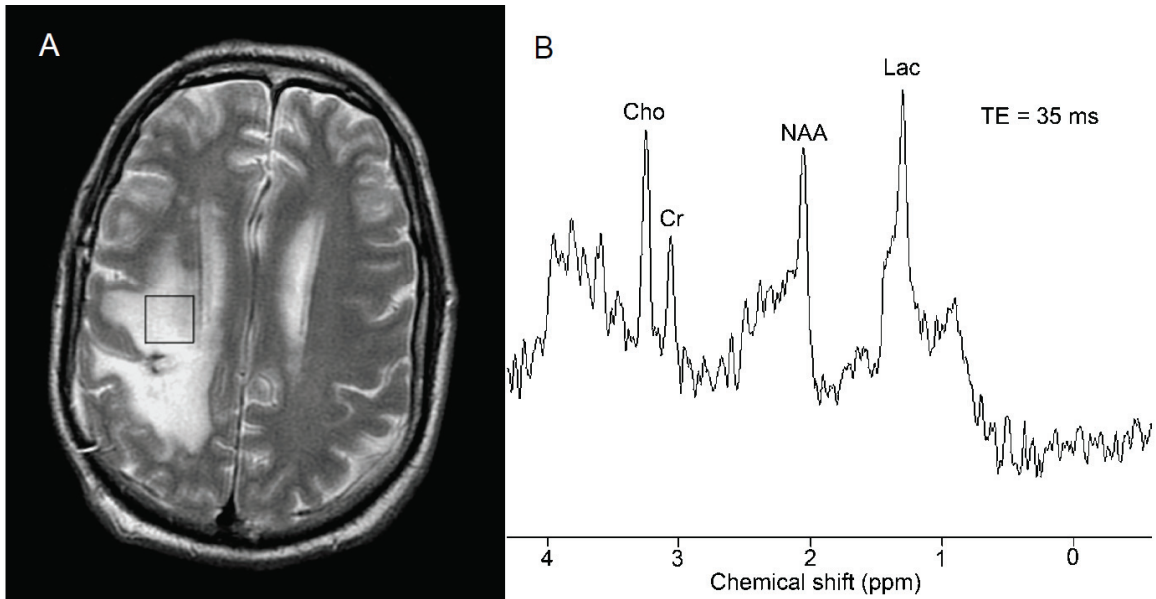 A
B
Lac
TE = 35 ms
Cho
NAA
Cr
4 3 2 1 0
Chemical shift (ppm)